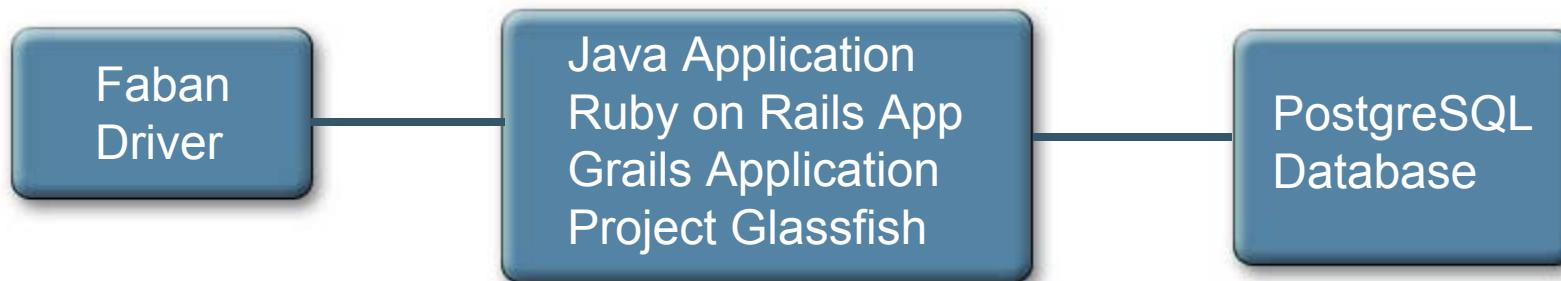 Faban
Driver
Java Application
Ruby on Rails App
Grails Application
Project Glassfish
PostgreSQL
Database